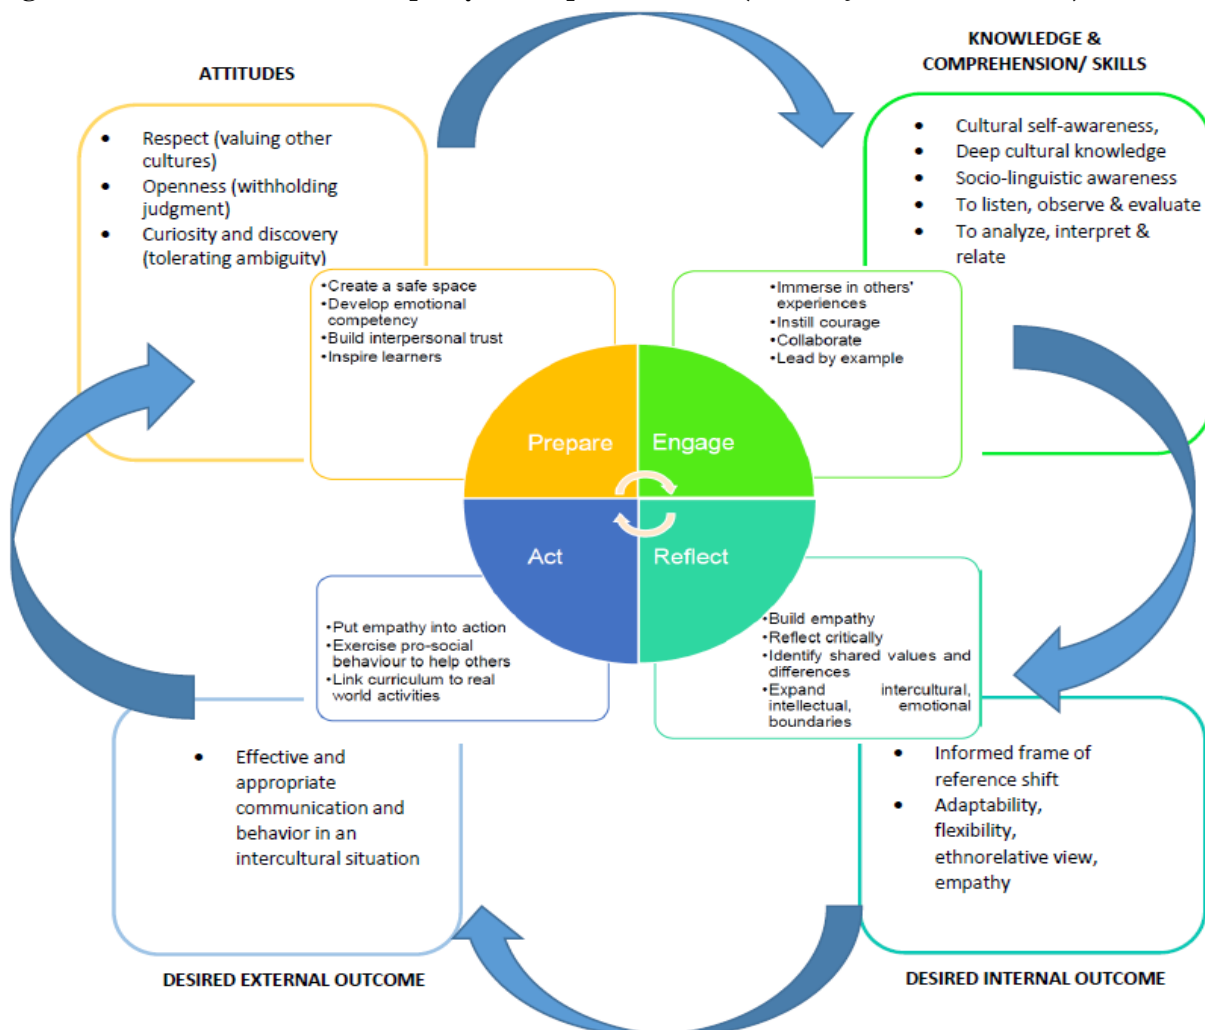 ATTITUDES
• Respect (valuing other
cultures)
• Openness (withholding
judgment)
• Curiosity and discovery
(tolerating ambiguity)
•Create a safe space
•Develop emotional
competency
•Build interpersonal trust
•Inspire learners
KNOWLEDGE &
COMPREHENSION/ SKILLS
• Cultural self-awareness,
• Deep cultural knowledge
• Socio-linguistic awareness
• To listen, observe & evaluate
• To analyze, interpret &
relate
•Immerse in others'
experiences
•Instill courage
•Collaborate
•Lead by example
Prepare
Engage
Act
Reflect
•Put empathy into action
•Exercise pro-social
behaviour to help others
•Link curriculum to real
world activities
• Effective and
appropriate
communication and
behavior in an
intercultural situation
DESIRED EXTERNAL OUTCOME
•Build empathy
•Reflect critically
•Identify shared values and
differences
•Expand intercultural,
intellectual, emotional
boundaries
• Informed frame of
reference shift
• Adaptability,
flexibility,
ethnorelative view,
empathy
DESIRED INTERNAL OUTCOME